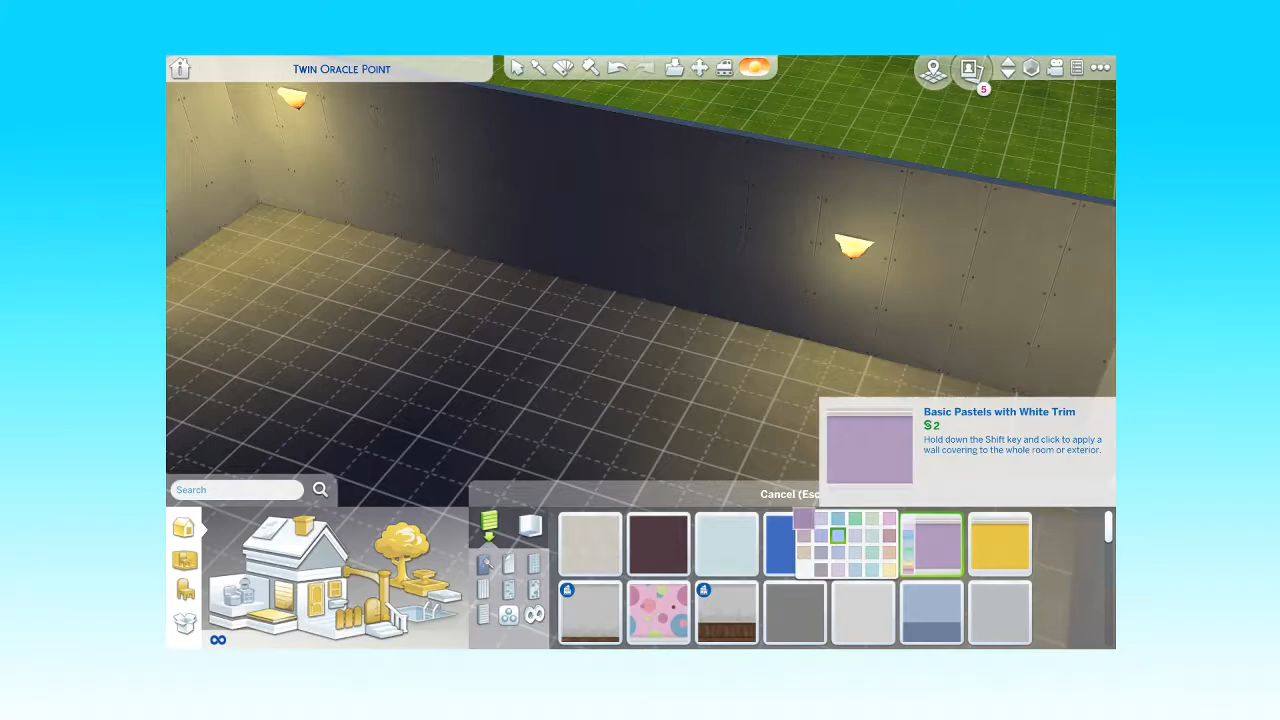 Twin Oracle Point
5
Basic Pastels with White Trim
§2
Hold down the Shift key and click to apply a
wall covering to the whole room or exterior.
Search
Cancel (Esc